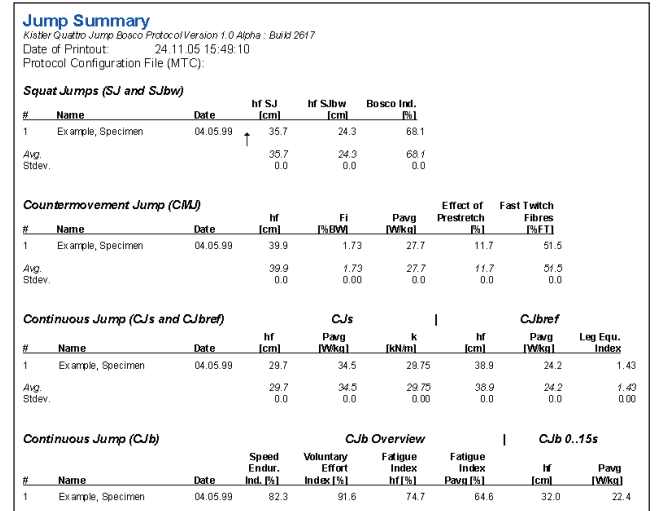 Jump Summary
Kistler Quattro Jump Bosco Protocol Version 1.0 Alpha : Build 2617
Date of Printout: 24.11.05 15:49:10
Protocol Configuration File (MTC):
Squat Jumps (SJ and SJbw)
hf SJ hf SJbw Bosco Ind.
# Name Date [cm] [cm] [%]
1 Example, Specimen 04.05.99 ↑ 35.7 24.3 68.1
Avg. 35.7 24.3 68.1
Stdev. 0.0 0.0 0.0
Countermovement Jump (CMJ)
Effect of Fast Twitch
hf Fi Pavg Prestretch Fibres
# Name Date [cm] [%BW] [W/kg] [%] [%FT]
1 Example, Specimen 04.05.99 39.9 1.73 27.7 11.7 51.5
Avg. 39.9 1.73 27.7 11.7 51.5
Stdev. 0.0 0.00 0.0 0.0 0.0
Continuous Jump (CJs and CJbref) CJs | CJbref
hf Pavg k hf Pavg Leg Equ.
# Name Date [cm] [W/kg] [kN/m] [cm] [W/kg] Index
1 Example, Specimen 04.05.99 29.7 34.5 29.75 38.9 24.2 1.43
Avg. 29.7 34.5 29.75 38.9 24.2 1.43
Stdev. 0.0 0.0 0.00 0.0 0.0 0.00
Continuous Jump (CJb) CJb Overview | CJb 0..15s
Speed Voluntary Fatigue Fatigue
Endur. Effort Index Index hf Pavg
# Name Date Ind. [%] Index [%] hf [%] Pavg [%] [cm] [W/kg]
1 Example, Specimen 04.05.99 82.3 91.6 74.7 64.6 32.0 22.4